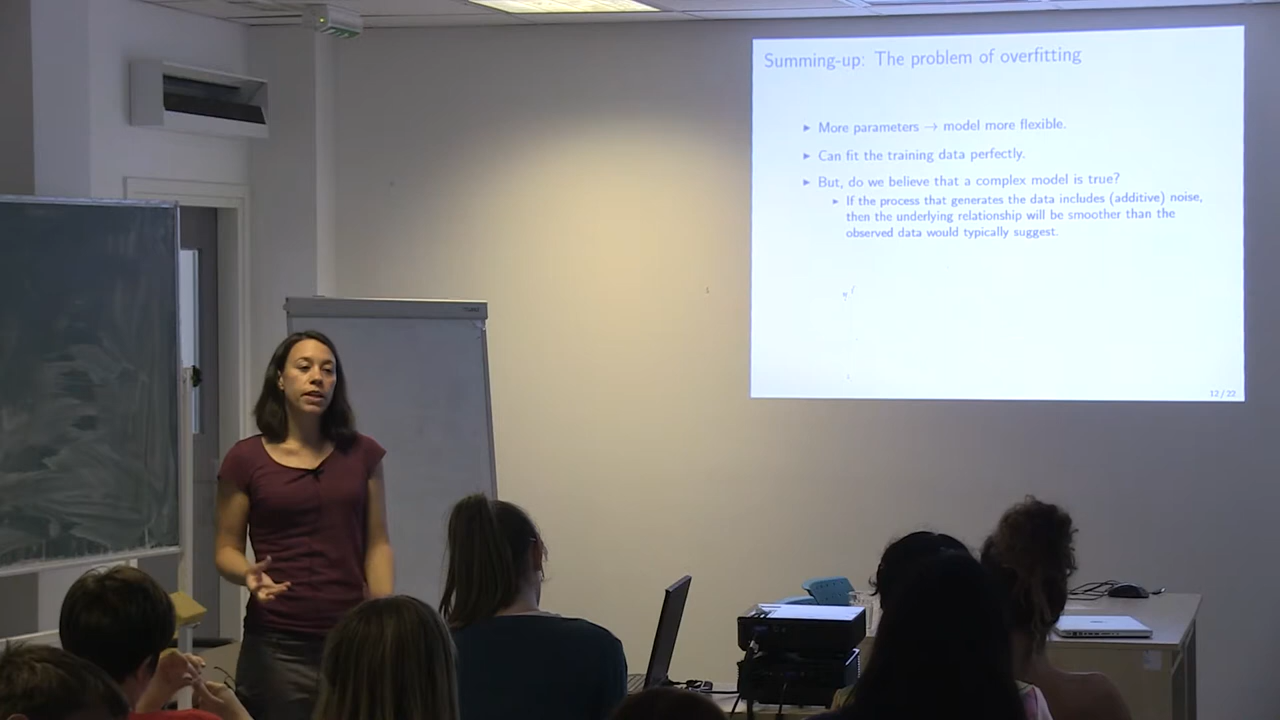 Summing-up: The problem of overfitting
▶ More parameters → model more flexible.
▶ Can fit the training data perfectly.
▶ But, do we believe that a complex model is true?
▶ If the process that generates the data includes (additive) noise,
then the underlying relationship will be smoother than the
observed data would typically suggest.
12 / 22